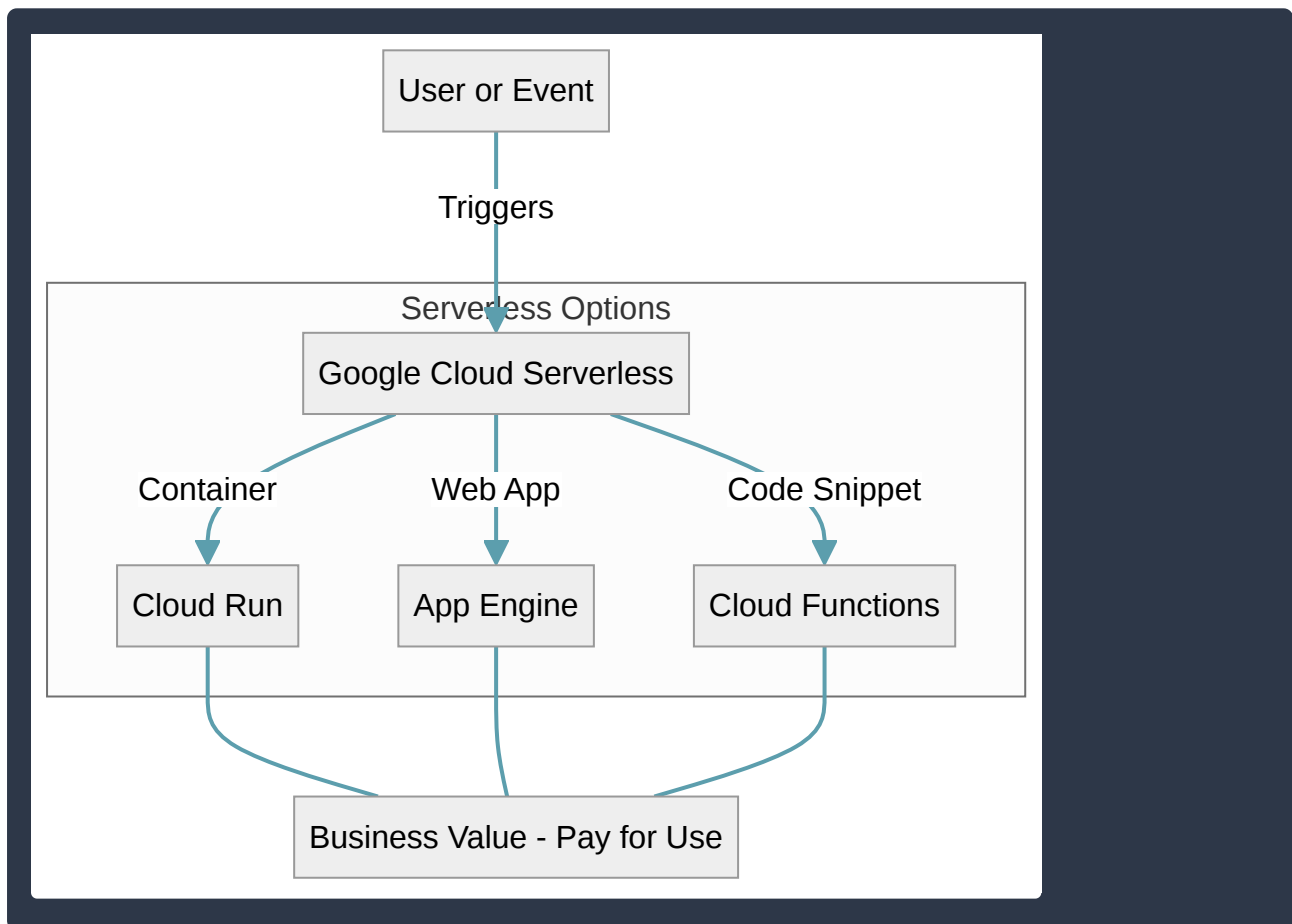 User or Event
Triggers
Serverless Options
Google Cloud Serverless
Container
Web App
Code Snippet
Cloud Run
App Engine
Cloud Functions
Business Value - Pay for Use